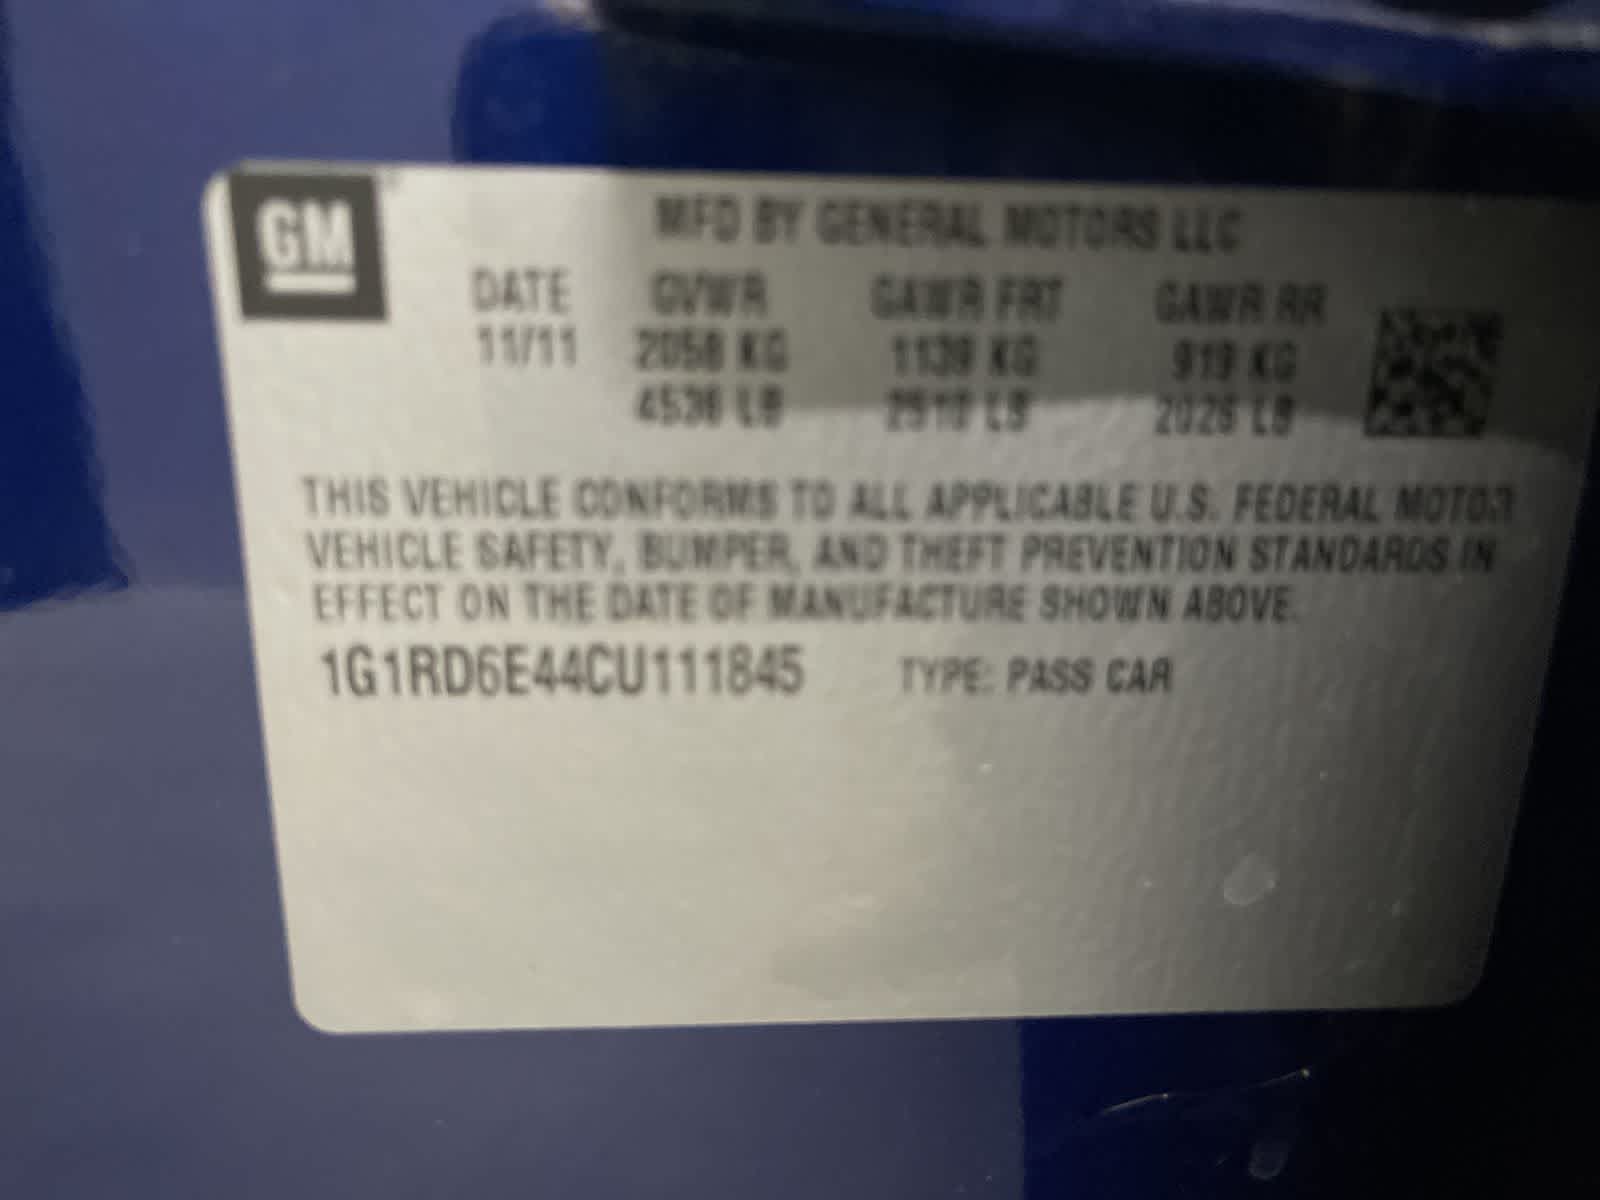 GM
MFD BY GENERAL MOTORS LLC
DATE GVWR GAWR FRT GAWR RR
11/11 2058 KG 1139 KG 919 KG
4536 LB 2510 LB 2026 LB
THIS VEHICLE CONFORMS TO ALL APPLICABLE U.S. FEDERAL MOTOR
VEHICLE SAFETY, BUMPER, AND THEFT PREVENTION STANDARDS IN
EFFECT ON THE DATE OF MANUFACTURE SHOWN ABOVE.
1G1RD6E44CU111845 TYPE: PASS CAR